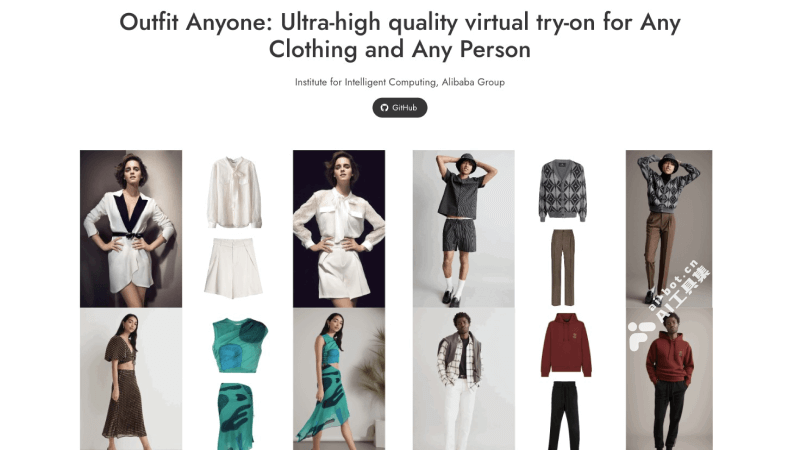 Outfit Anyone: Ultra-high quality virtual try-on for Any
Clothing and Any Person
Institute for Intelligent Computing, Alibaba Group
GitHub
ai-bot.cn
AI工具集